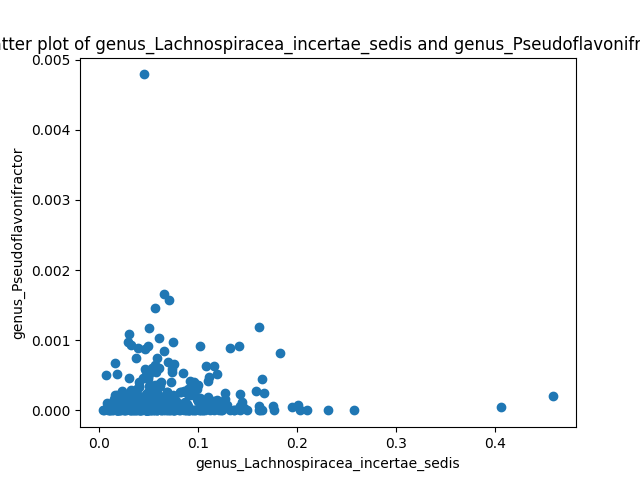 tter plot of genus_Lachnospiracea_incertae_sedis and genus_Pseudoflavonifr
0.005
0.004
0.003
0.002
0.001
0.000
genus_Pseudoflavonifractor
0.0 0.1 0.2 0.3 0.4
genus_Lachnospiracea_incertae_sedis